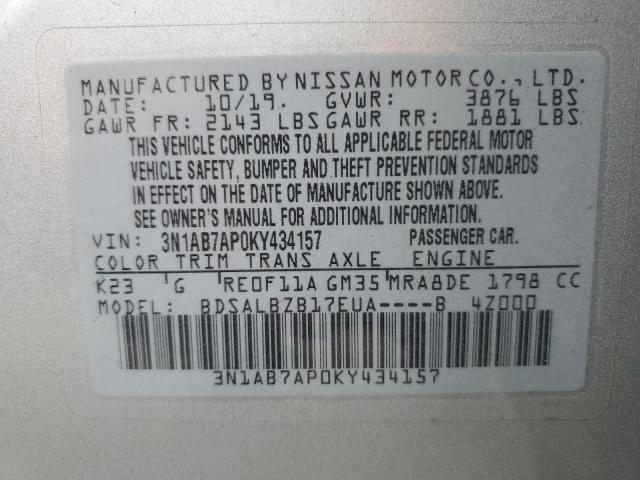 MANUFACTURED BY NISSAN MOTOR CO., LTD.
DATE: 10/19. GVWR: 3876 LBS
GAWR FR: 2143 LBS GAWR RR: 1881 LBS
THIS VEHICLE CONFORMS TO ALL APPLICABLE FEDERAL MOTOR
VEHICLE SAFETY, BUMPER AND THEFT PREVENTION STANDARDS
IN EFFECT ON THE DATE OF MANUFACTURE SHOWN ABOVE.
SEE OWNER'S MANUAL FOR ADDITIONAL INFORMATION.
VIN: 3N1AB7AP0KY434157 PASSENGER CAR.
COLOR TRIM TRANS AXLE ENGINE
K23 G RE0F11A GM35 MRA8DE 1798 CC
MODEL: BDSALBZB17EUA----B 4Z000
3N1AB7AP0KY434157